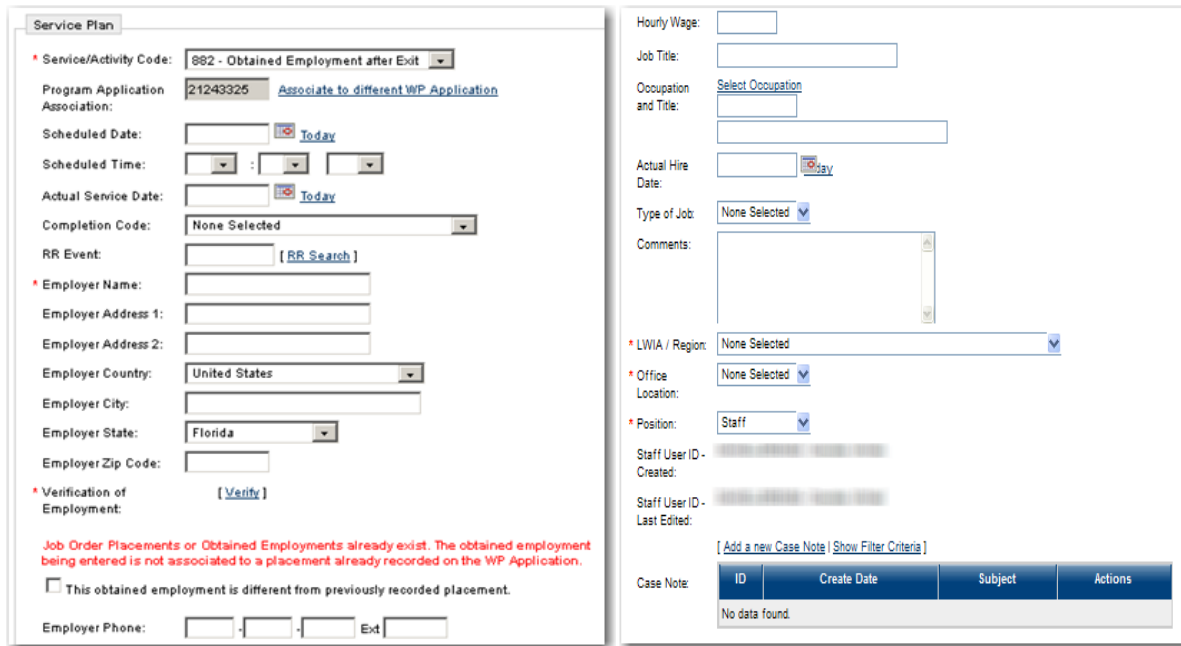 Service Plan
* Service/Activity Code: 882 - Obtained Employment after Exit
Program Application Association: 21243325 Associate to different WP Application
Scheduled Date: Today
Scheduled Time: :
Actual Service Date: Today
Completion Code: None Selected
RR Event: [ RR Search ]
* Employer Name:
Employer Address 1:
Employer Address 2:
Employer Country: United States
Employer City:
Employer State: Florida
Employer Zip Code:
* Verification of Employment: [ Verify ]
Job Order Placements or Obtained Employments already exist. The obtained employment
being entered is not associated to a placement already recorded on the WP Application.
This obtained employment is different from previously recorded placement.
Employer Phone: - - Ext
Hourly Wage:
Job Title:
Occupation and Title: Select Occupation
Actual Hire Date:
Type of Job: None Selected
Comments:
* LWIA / Region: None Selected
* Office Location: None Selected
* Position: Staff
Staff User ID - Created:
Staff User ID - Last Edited:
[ Add a new Case Note | Show Filter Criteria ]
Case Note: ID Create Date Subject Actions
No data found.